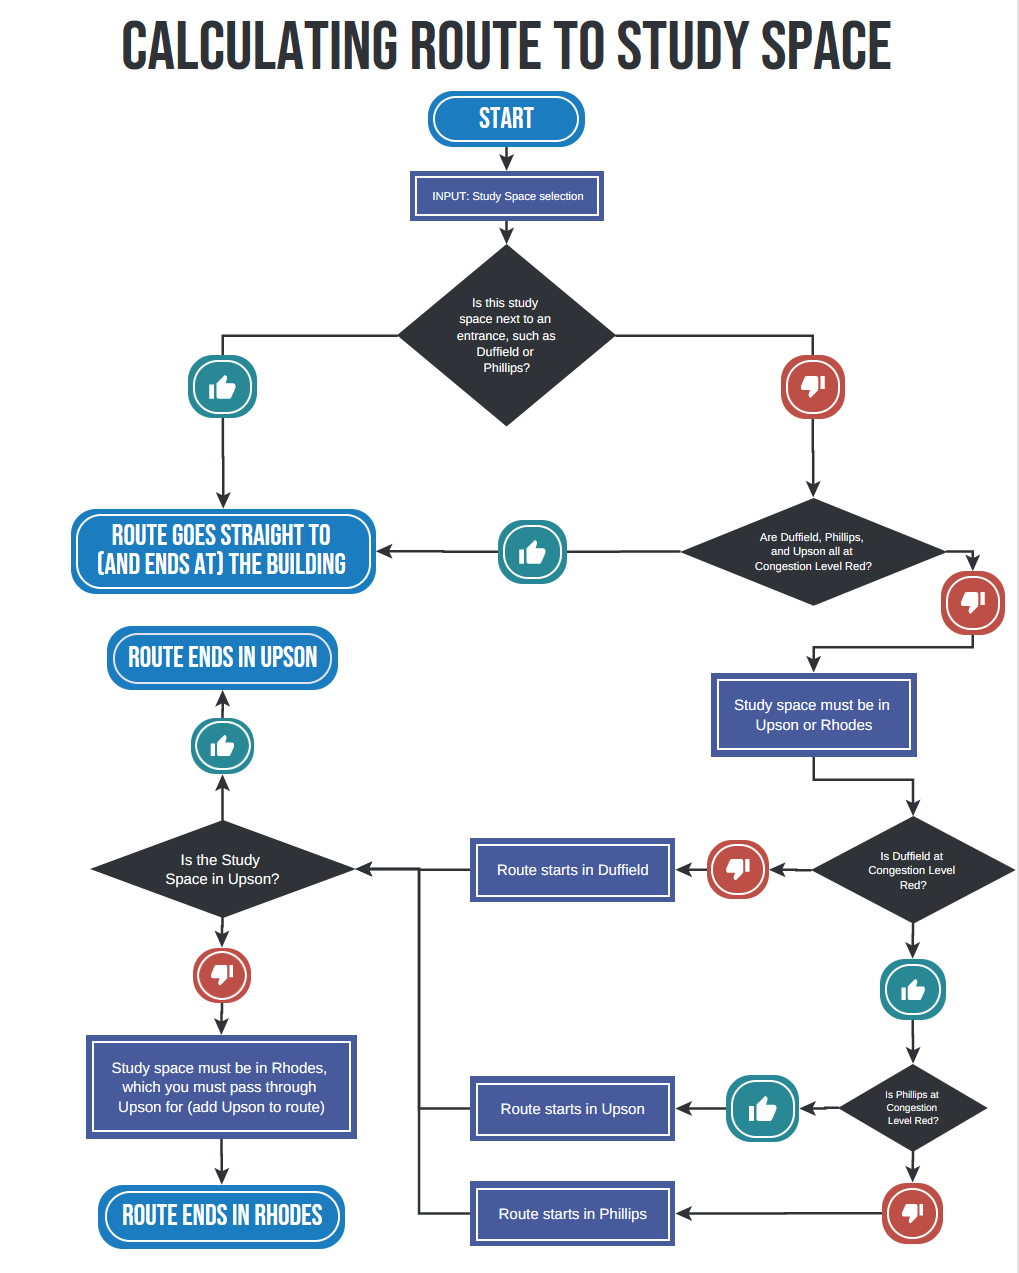 CALCULATING ROUTE TO STUDY SPACE
START
INPUT: Study Space selection
Is this study
space next to an
entrance, such as
Duffield or
Phillips?
ROUTE GOES STRAIGHT TO
(AND ENDS AT) THE BUILDING
Are Duffield, Phillips,
and Upson all at
Congestion Level Red?
ROUTE ENDS IN UPSON
Study space must be in
Upson or Rhodes
Is the Study
Space in Upson?
Route starts in Duffield
Is Duffield at
Congestion Level
Red?
Study space must be in Rhodes,
which you must pass through
Upson for (add Upson to route)
Route starts in Upson
Is Phillips at
Congestion
Level Red?
ROUTE ENDS IN RHODES
Route starts in Phillips